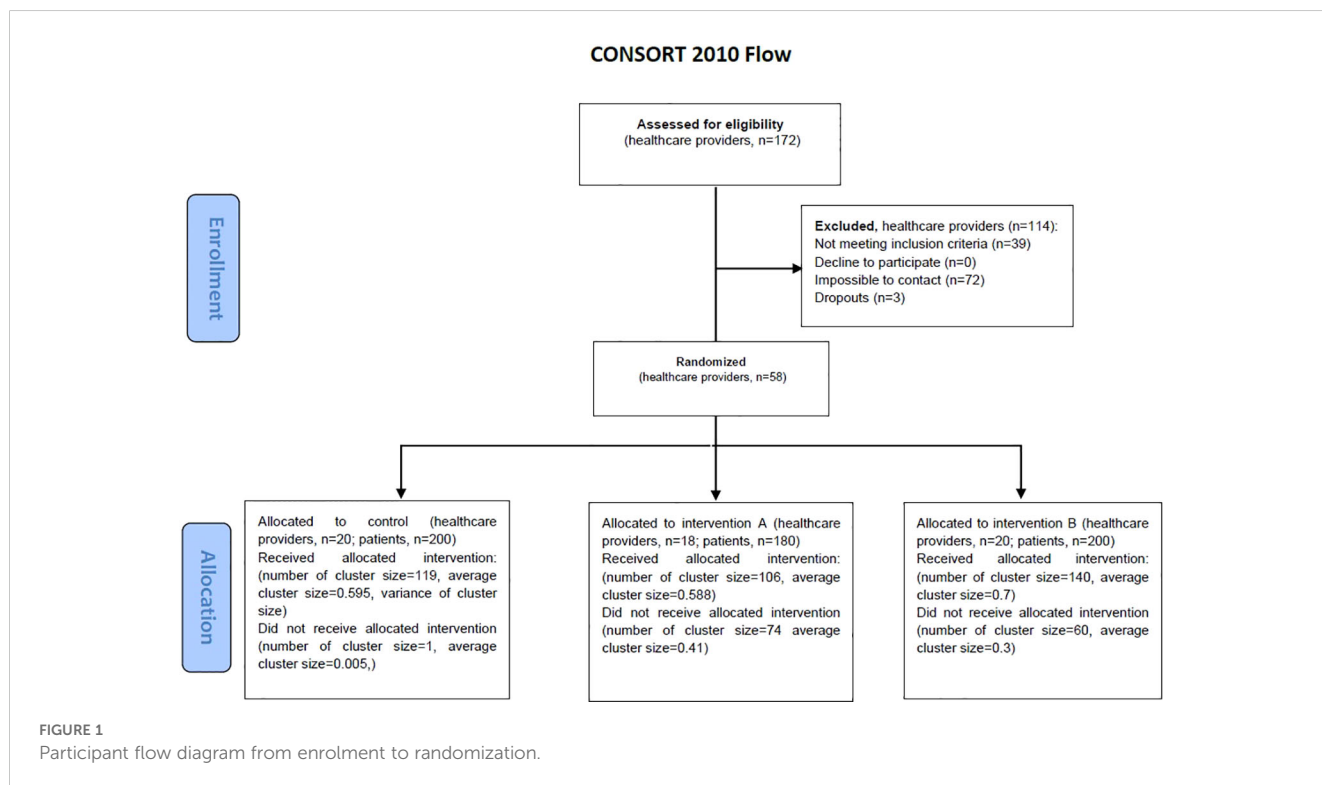 CONSORT 2010 Flow
Assessed for eligibility
(healthcare providers, n=172)
Enrollment
Excluded, healthcare providers (n=114):
Not meeting inclusion criteria (n=39)
Decline to participate (n=0)
Impossible to contact (n=72)
Dropouts (n=3)
Randomized
(healthcare providers, n=58)
Allocation
Allocated to control (healthcare
providers, n=20; patients, n=200)
Received allocated intervention:
(number of cluster size=119, average
cluster size=0.595, variance of cluster
size)
Did not receive allocated intervention
(number of cluster size=1, average
cluster size=0.005,)
Allocated to intervention A (healthcare
providers, n=18; patients, n=180)
Received allocated intervention:
(number of cluster size=106, average
cluster size=0.588)
Did not receive allocated intervention
(number of cluster size=74 average
cluster size=0.41)
Allocated to intervention B (healthcare
providers, n=20; patients, n=200)
Received allocated intervention:
(number of cluster size=140, average
cluster size=0.7)
Did not receive allocated intervention
(number of cluster size=60, average
cluster size=0.3)
FIGURE 1
Participant flow diagram from enrolment to randomization.